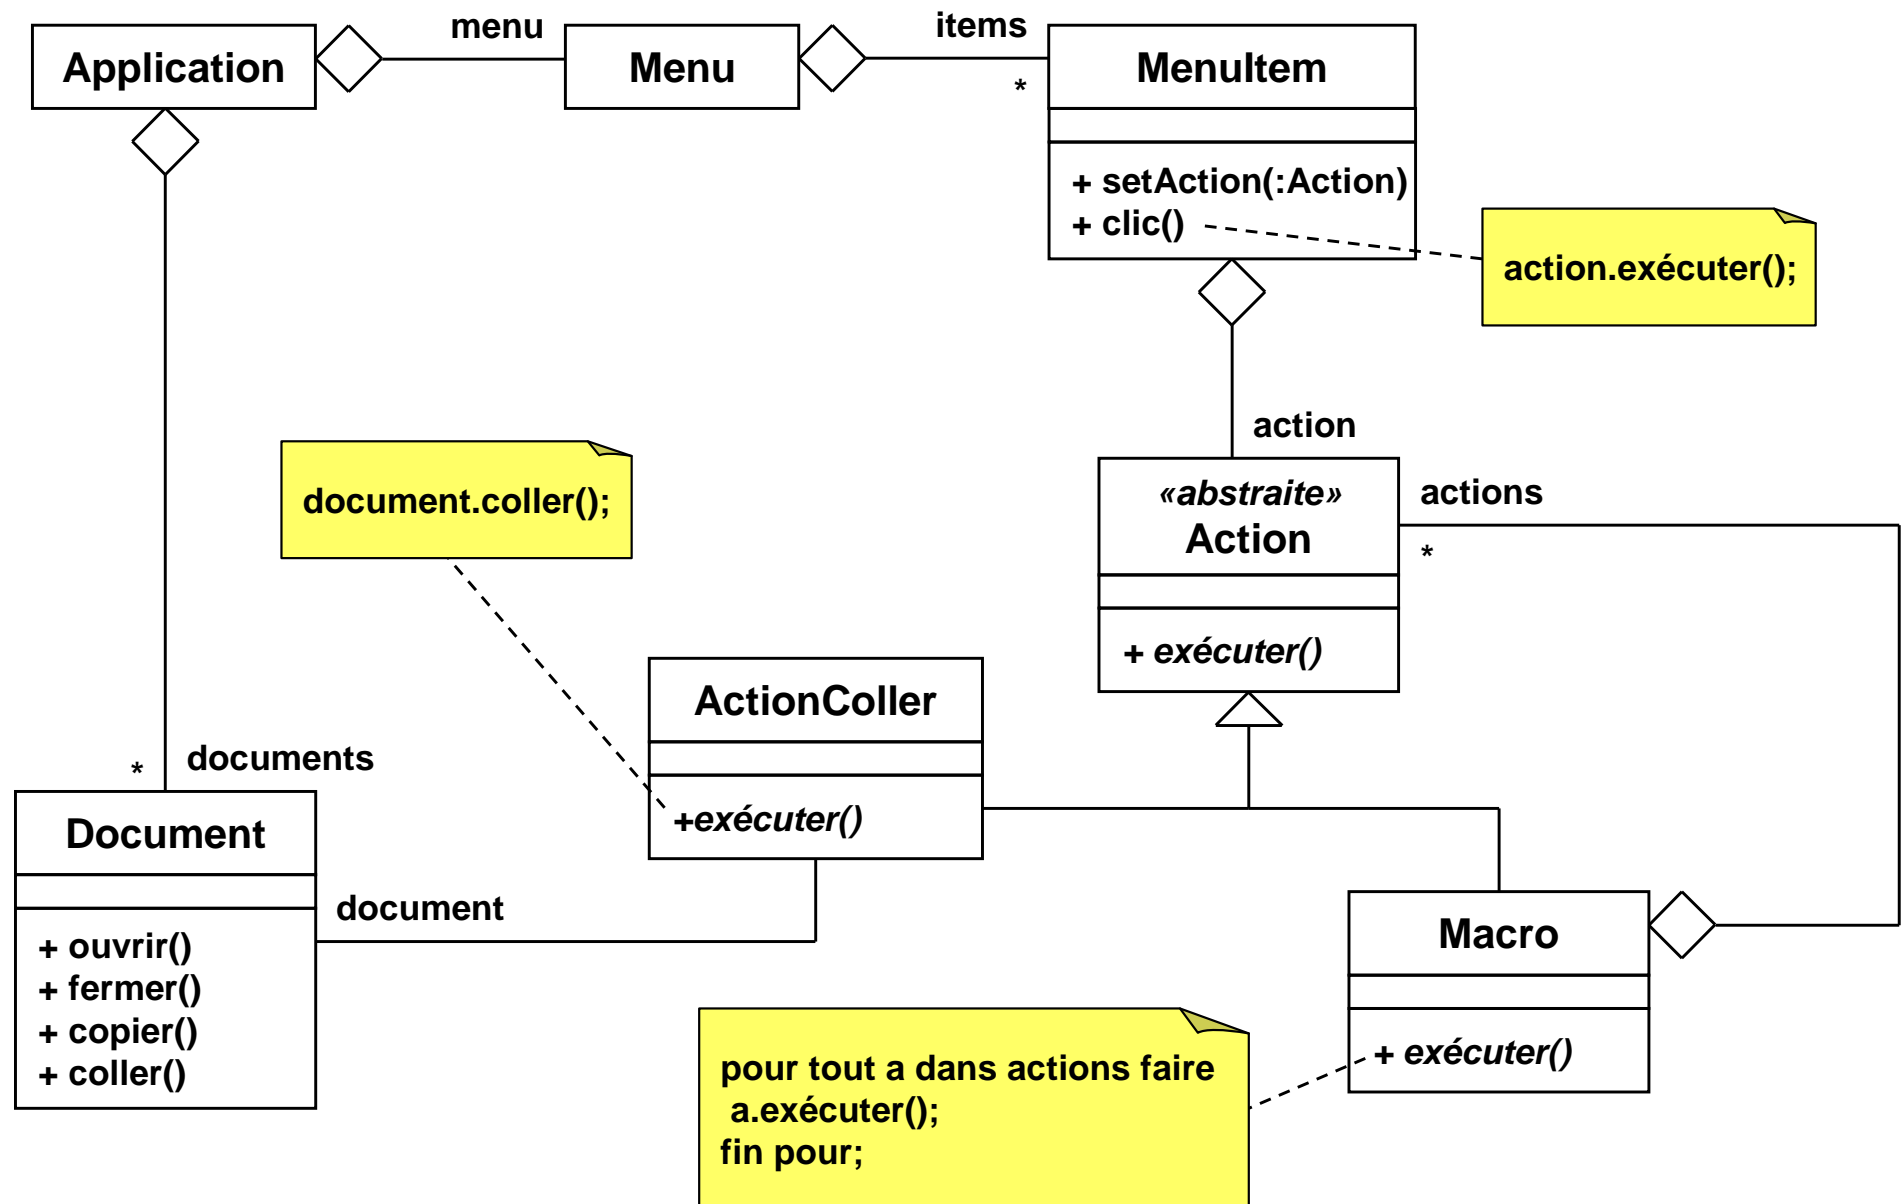 menu
items
Application
Menu
MenuItem
*
+ setAction(:Action)
+ clic()
action.exécuter();
action
document.coller();
«abstraite»
Action
actions
*
+ exécuter()
ActionColler
+exécuter()
documents
*
Document
document
+ ouvrir()
+ fermer()
+ copier()
+ coller()
Macro
+ exécuter()
pour tout a dans actions faire
a.exécuter();
fin pour;